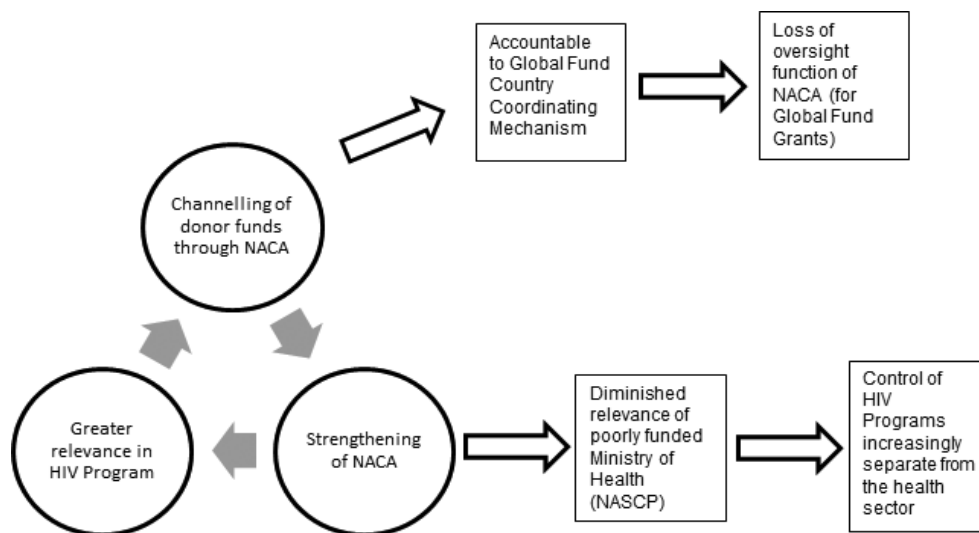 Accountable
to Global Fund
Country
Coordinating
Mechanism
Loss of
oversight
function of
NACA (for
Global Fund
Grants)
Channelling of
donor funds
through NACA
Greater
relevance in
HIV Program
Strengthening
of NACA
Diminished
relevance of
poorly funded
Ministry of
Health
(NASCP)
Control of
HIV
Programs
increasingly
separate from
the health
sector